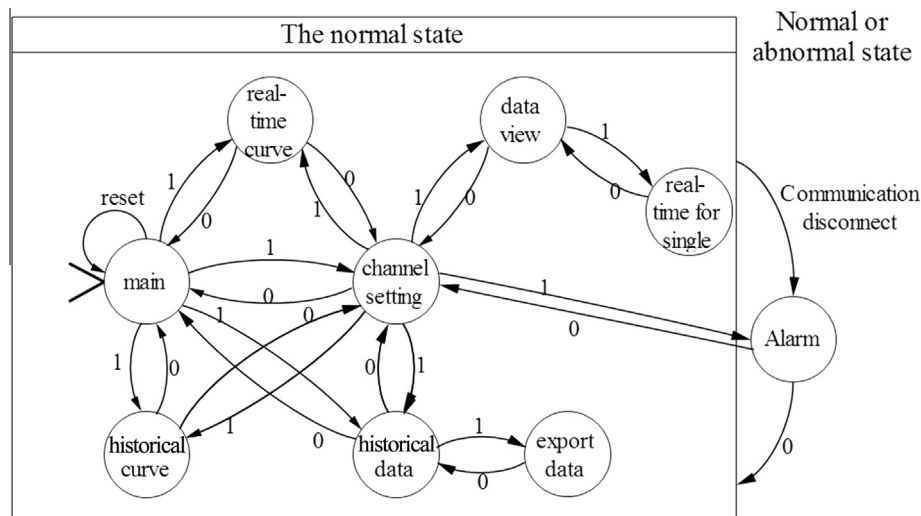 The normal state
Normal or
abnormal state
real-
time
curve
data
view
1
real-
time for
single
0
1
0
0
1
1
0
reset
Communication
disconnect
main
1
0
channel
setting
1
0
Alarm
0
1
1
0
0
1
historical
curve
1
0
historical
data
1
0
export
data
0